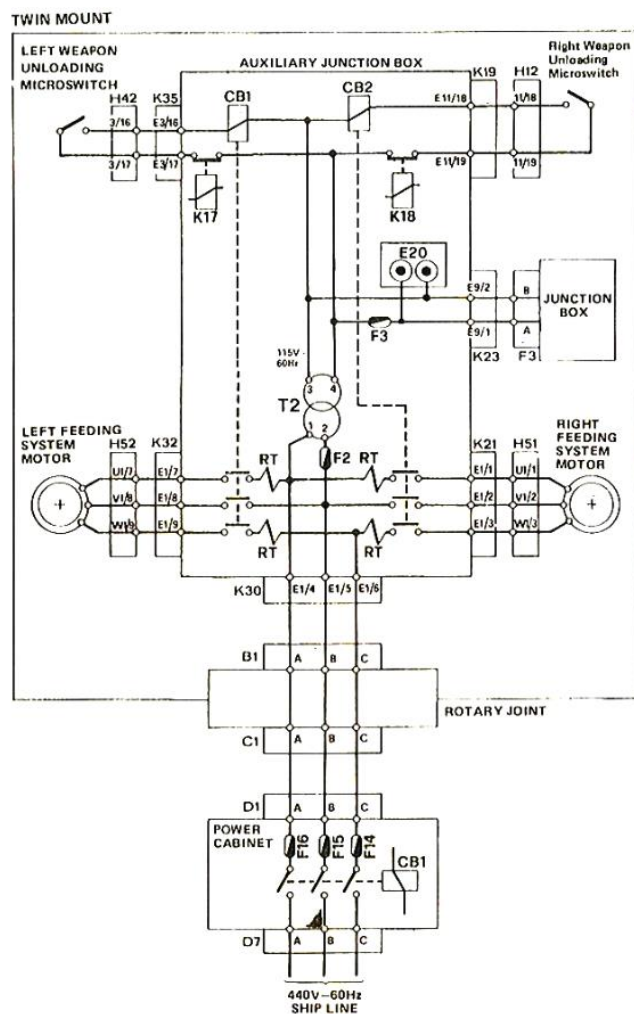 TWIN MOUNT
LEFT WEAPON
UNLOADING
MICROSWITCH
AUXILIARY JUNCTION BOX
Right Weapon
Unloading
Microswitch
H42
K35
CB1
CB2
K19
H12
3/16
E3/16
E11/18
11/18
3/17
E3/17
E11/19
11/19
K17
K18
E20
E9/2
B
JUNCTION
BOX
E9/1
A
F3
K23
F3
115V-
60Hz
3
4
T2
1
2
LEFT FEEDING
SYSTEM
MOTOR
H52
K32
F2
K21
H51
RIGHT
FEEDING
SYSTEM
MOTOR
U1/7
E1/7
RT
RT
E1/1
U1/1
V1/8
E1/8
E1/2
V1/2
W1/9
E1/9
RT
RT
E1/3
W1/3
K30
E1/4
E1/5
E1/6
B1
A
B
C
ROTARY JOINT
C1
A
B
C
D1
A
B
C
POWER
CABINET
F16
F15
F14
CB1
D7
A
B
C
440V-60Hz
SHIP LINE